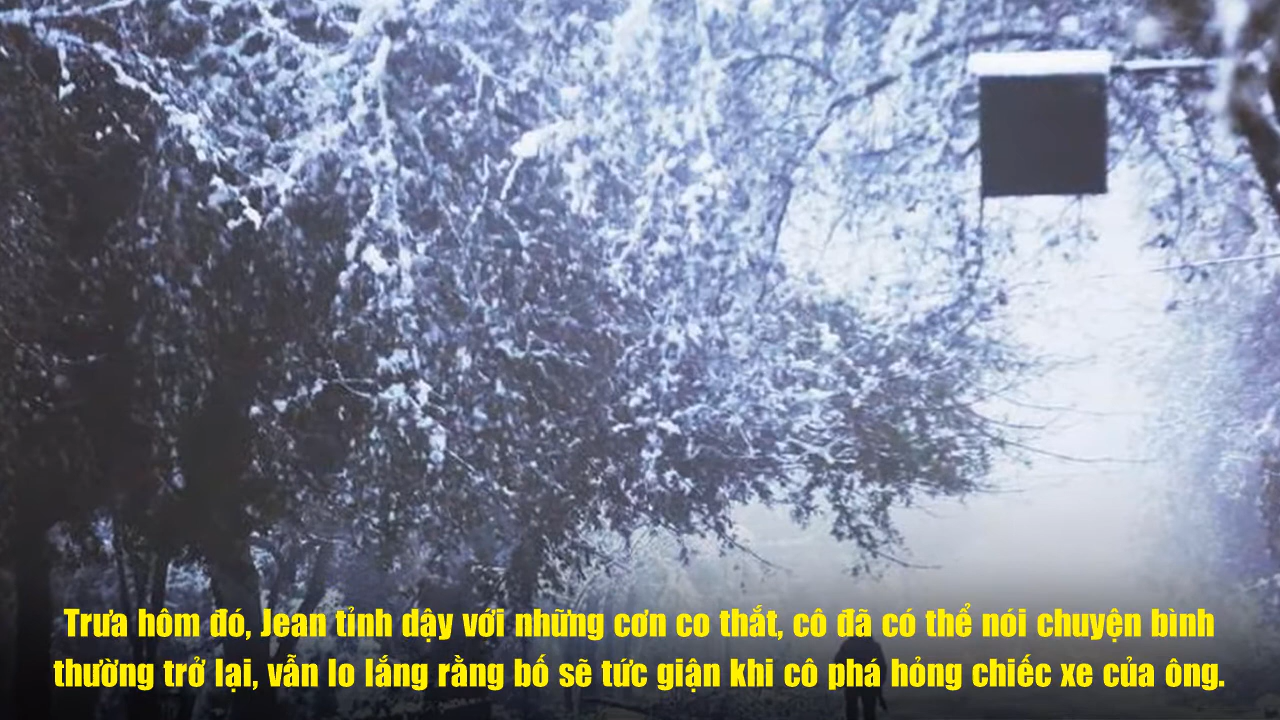 Trưa hôm đó, Jean tỉnh dậy với những cơn co thắt, cô đã có thể nói chuyện bình
thường trở lại, vẫn lo lắng rằng bố sẽ tức giận khi cô phá hỏng chiếc xe của ông.